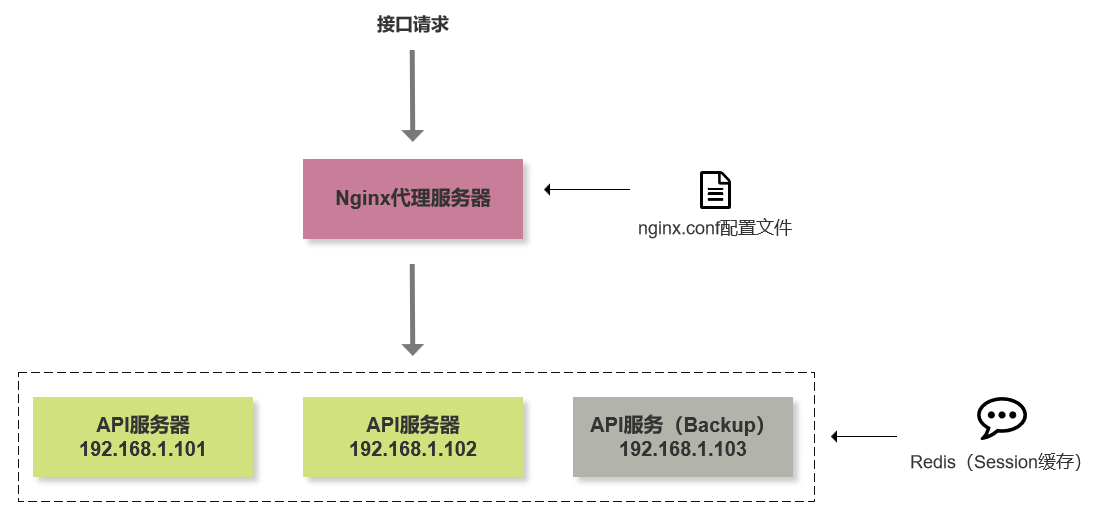 接口请求
Nginx代理服务器
nginx.conf配置文件
API服务器
192.168.1.101
API服务器
192.168.1.102
API服务（Backup）
192.168.1.103
Redis（Session缓存）